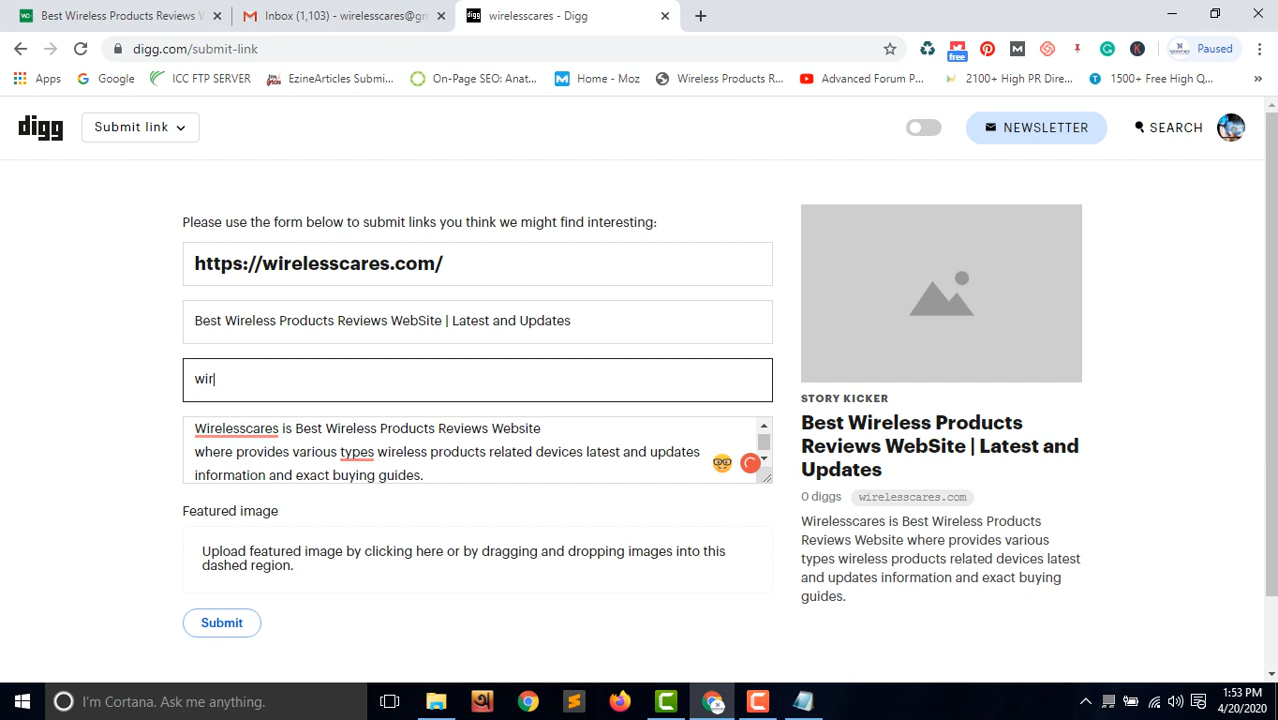 Best Wireless Products Reviews W
Inbox (1,103) - wirelesscares@gm
wirelesscares - Digg
digg.com/submit-link
free
Paused
Apps
Google
ICC FTP SERVER
EzineArticles Submi...
On-Page SEO: Anat...
Home - Moz
Wireless Products R...
Advanced Forum P...
2100+ High PR Dire...
1500+ Free High Q...
digg
Submit link
NEWSLETTER
SEARCH
Please use the form below to submit links you think we might find interesting:
https://wirelesscares.com/
Best Wireless Products Reviews WebSite | Latest and Updates
wir
Wirelesscares is Best Wireless Products Reviews Website
where provides various types wireless products related devices latest and updates
information and exact buying guides.
Featured image
Upload featured image by clicking here or by dragging and dropping images into this
dashed region.
Submit
STORY KICKER
Best Wireless Products
Reviews WebSite | Latest and
Updates
0 diggs wirelesscares.com
Wirelesscares is Best Wireless Products
Reviews Website where provides various
types wireless products related devices latest
and updates information and exact buying
guides.
I'm Cortana. Ask me anything.
1:53 PM
4/20/2020